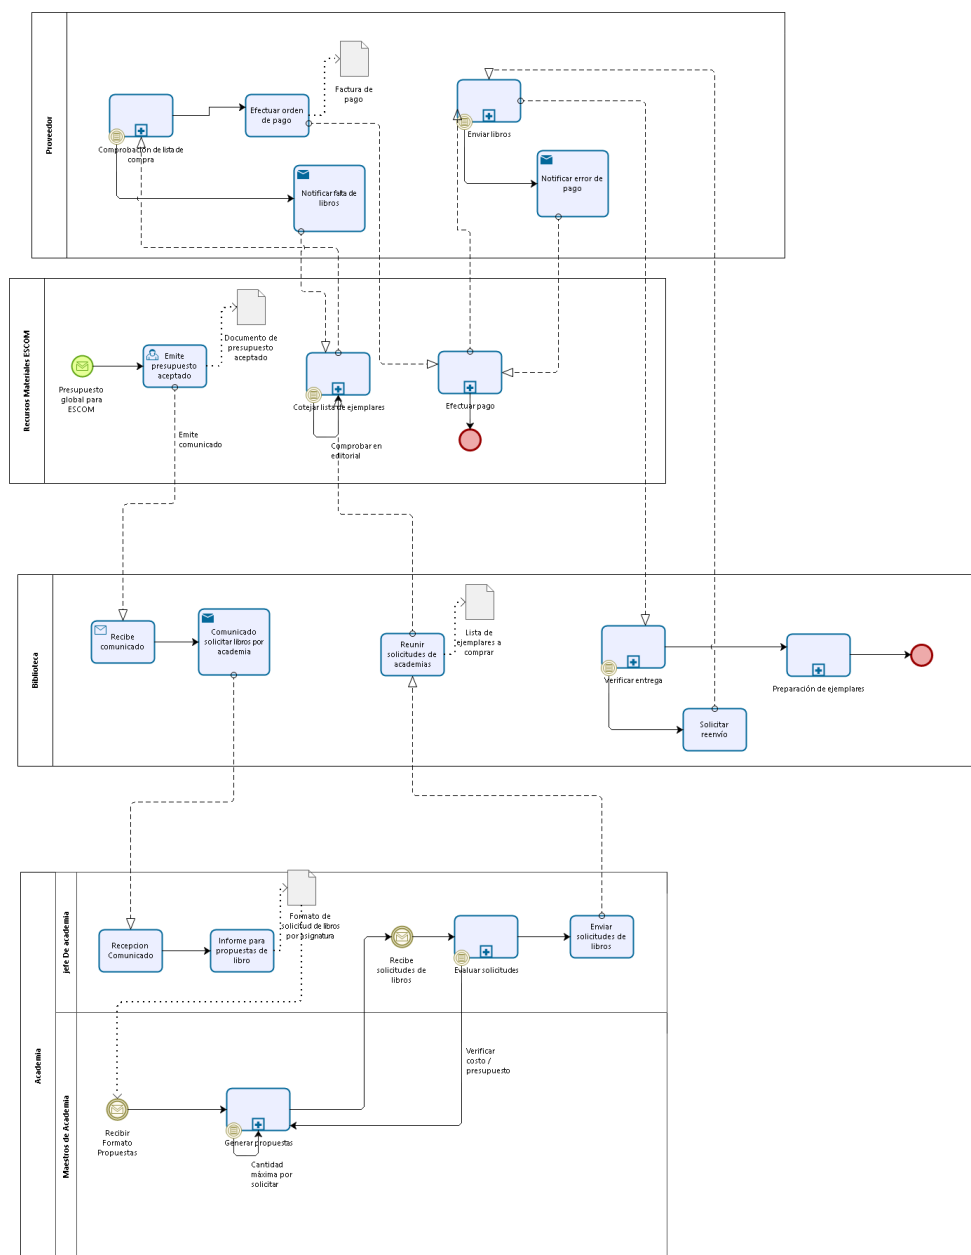 Proveedor
Comprobación de lista de
compra
Efectuar orden
de pago
Factura de
pago
Notificar falta de
libros
Enviar libros
Notificar error de
pago
Recursos Materiales ESCOM
Presupuesto
global para
ESCOM
Emite
presupuesto
aceptado
Documento de
presupuesto
aceptado
Emite
comunicado
Cotejar lista de ejemplares
Comprobar en
editorial
Efectuar pago
Biblioteca
Recibe
comunicado
Comunicado
solicitar libros por
academia
Reunir
solicitudes de
academias
Lista de
ejemplares a
comprar
Verificar entrega
Preparación de ejemplares
Solicitar
reenvío
Academia
jefe De academia
Recepcion
Comunicado
Informe para
propuestas de
libro
Formato de
solicitud de libros
por asignatura
Recibe
solicitudes de
libros
Evaluar solicitudes
Enviar
solicitudes de
libros
Maestros de Academia
Recibir
Formato
Propuestas
Generar propuestas
Cantidad
máxima por
solicitar
Verificar
costo /
presupuesto